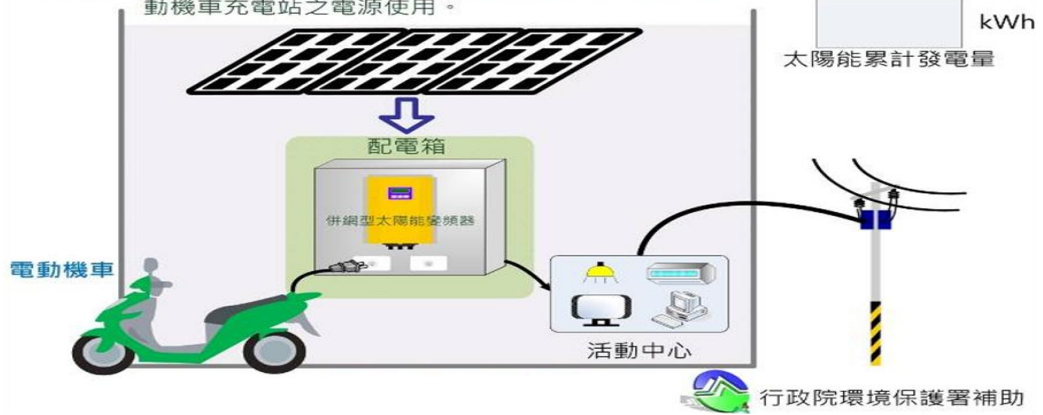 動機車充電站之電源使用。
kWh
太陽能累計發電量
配電箱
併網型太陽能變頻器
電動機車
活動中心
行政院環境保護署補助